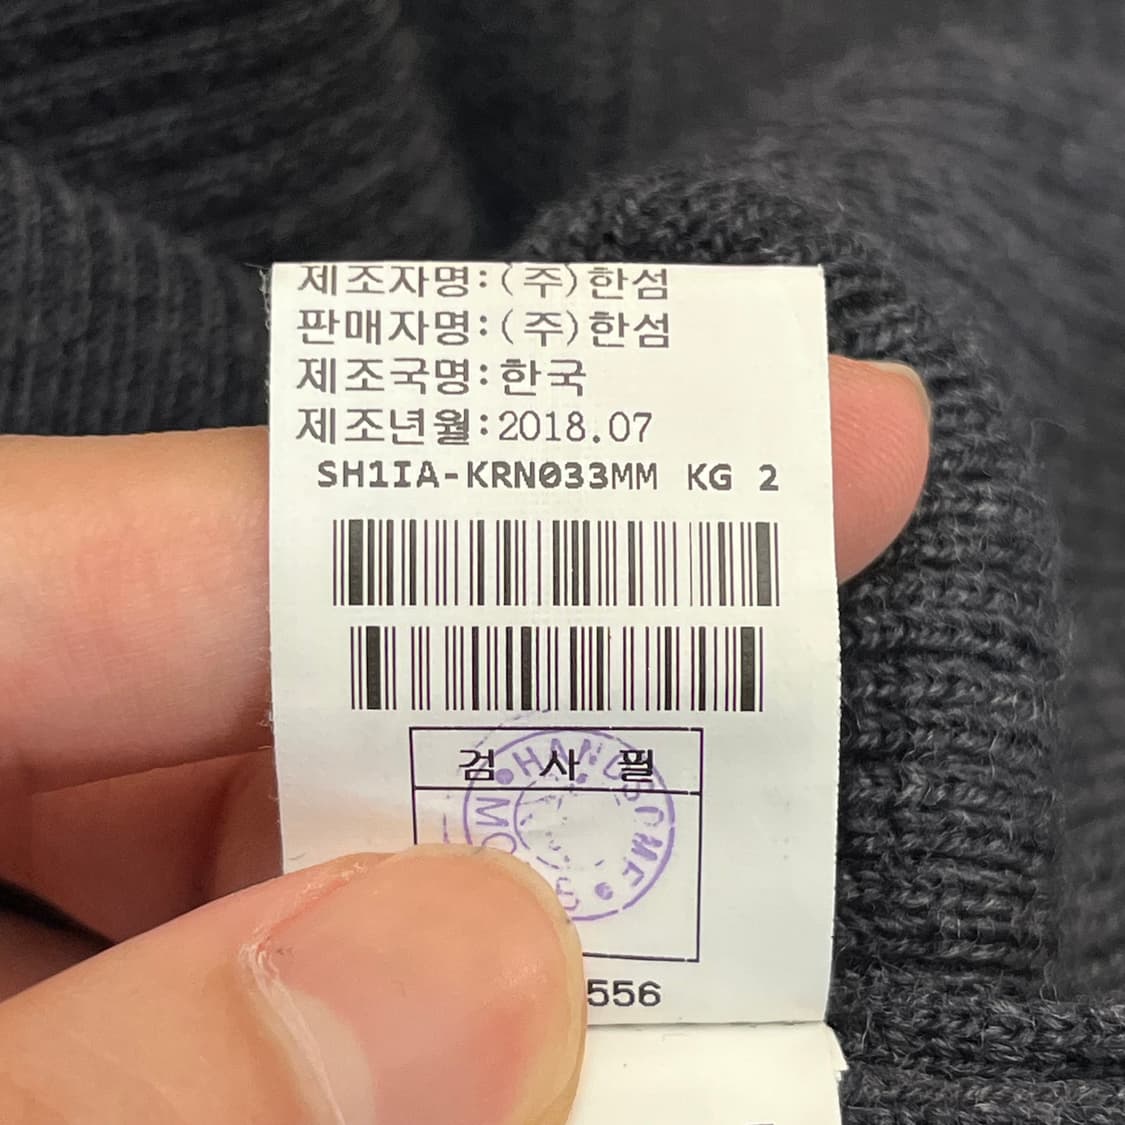 제조자명:(주)한섬
판매자명:(주)한섬
제조국명:한국
제조년월:2018.07
SH1IA-KRN033MM KG 2
검 사 필
HANDSOME
556